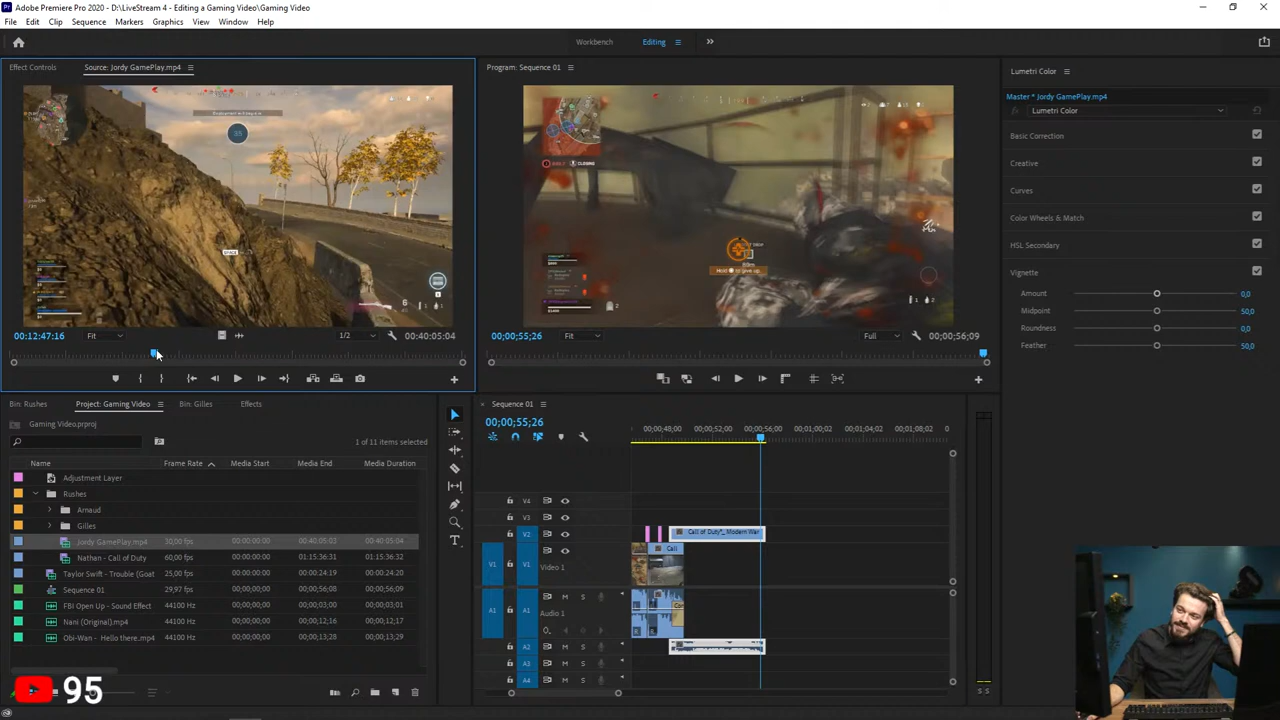 Adobe Premiere Pro 2020 - D:\LiveStream 4 - Editing a Gaming Video\Gaming Video.prproj
File Edit Clip Sequence Markers Graphics View Window Help
Workbench Editing
Effect Controls Source: Jordy GamePlay.mp4
Program: Sequence 01
Lumetri Color
Master * Jordy GamePlay.mp4
Lumetri Color
Basic Correction
Creative
Curves
Color Wheels & Match
HSL Secondary
Vignette
Amount 0,0
Midpoint 50,0
Roundness 0,0
Feather 50,0
SPACE
CLOSING
Hold to give up
00:12:47:16 Fit 1/2 00:40:05:04
00;00;55;26 Fit Full 00;00;56;09
Bin: Rushes Project: Gaming Video Bin: Gilles Effects
Gaming Video.prproj
1 of 11 items selected
Name Frame Rate Media Start Media End Media Duration
Adjustment Layer
Rushes
Arnaud
Gilles
Jordy GamePlay.mp4 30,00 fps 00:00:00:00 00:40:05:03 00:40:05:04
Nathan - Call of Duty 60,00 fps 00:00:00:00 01:15:36:31 01:15:36:32
Taylor Swift - Trouble (Goat 25,00 fps 00:00:00:00 00:00:24:19 00:00:24:20
Sequence 01 29,97 fps 00;00;00;00 00;00;56;08 00;00;56;09
FBI Open Up - Sound Effect 44100 Hz 00:00:00:00 00:00:03:00 00:00:03:01
Nani (Original).mp4 44100 Hz 00:00:00:00 00:00:12:16 00:00:12:17
Obi-Wan - Hello there.mp4 44100 Hz 00:00:00:00 00:00:13:28 00:00:13:29
95
Sequence 01
00;00;55;26
00;00;48;00 00;00;52;00 00;00;56;00 00;01;00;02 00;01;04;02 00;01;08;02 0
V4
V3
V2 Call of Duty®_ Modern War
V1 V1 Video 1 Call
A1 A1 M S Audio 1
A2 M S
A3 M S
A4 M S
S S